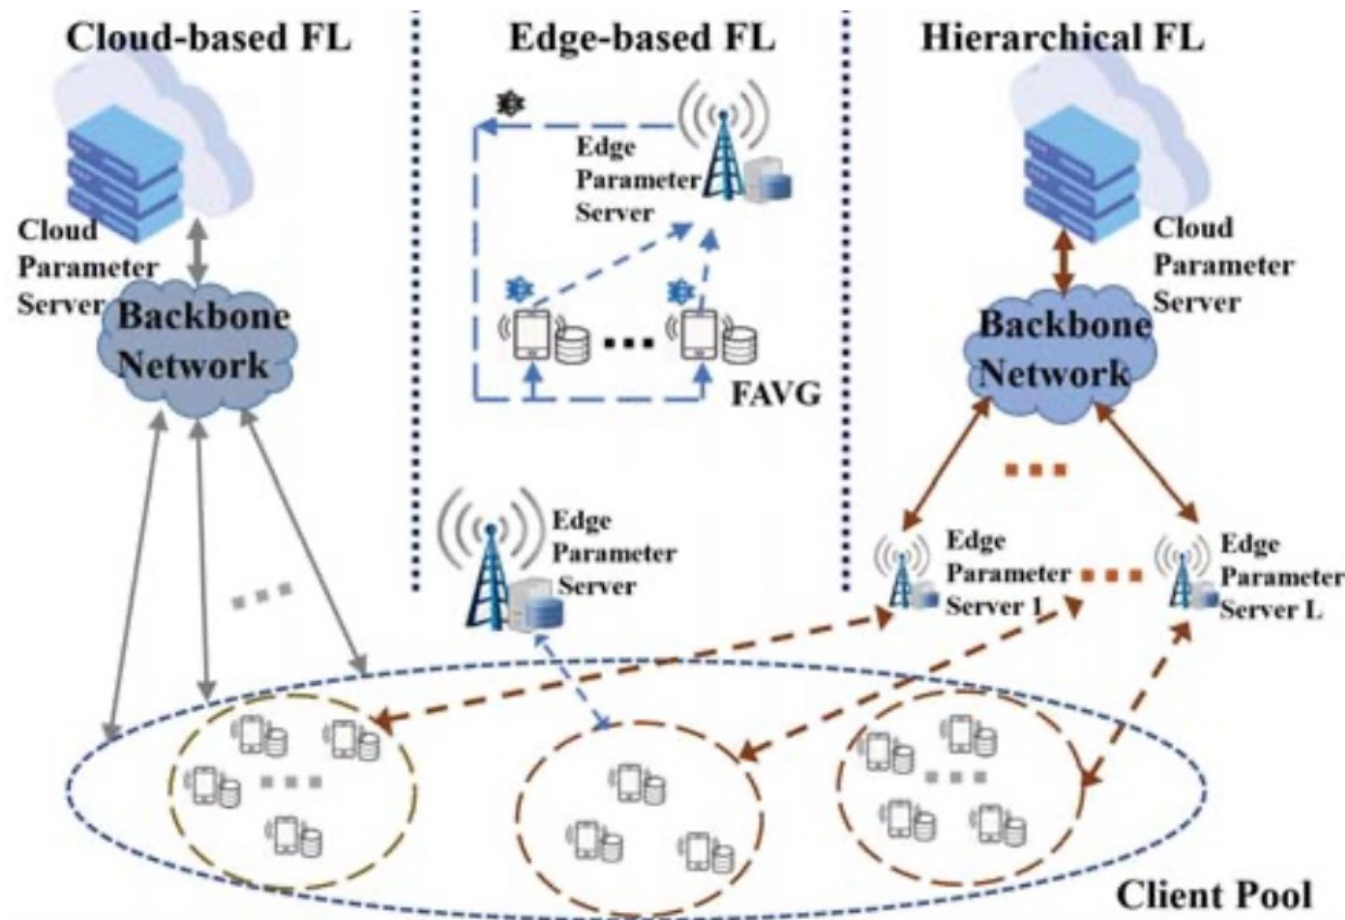 Cloud-based FL
Edge-based FL
Hierarchical FL
Cloud
Parameter
Server
Backbone
Network
Edge
Parameter
Server
FAVG
Edge
Parameter
Server
Cloud
Parameter
Server
Backbone
Network
Edge
Parameter
Server 1
Edge
Parameter
Server L
Client Pool